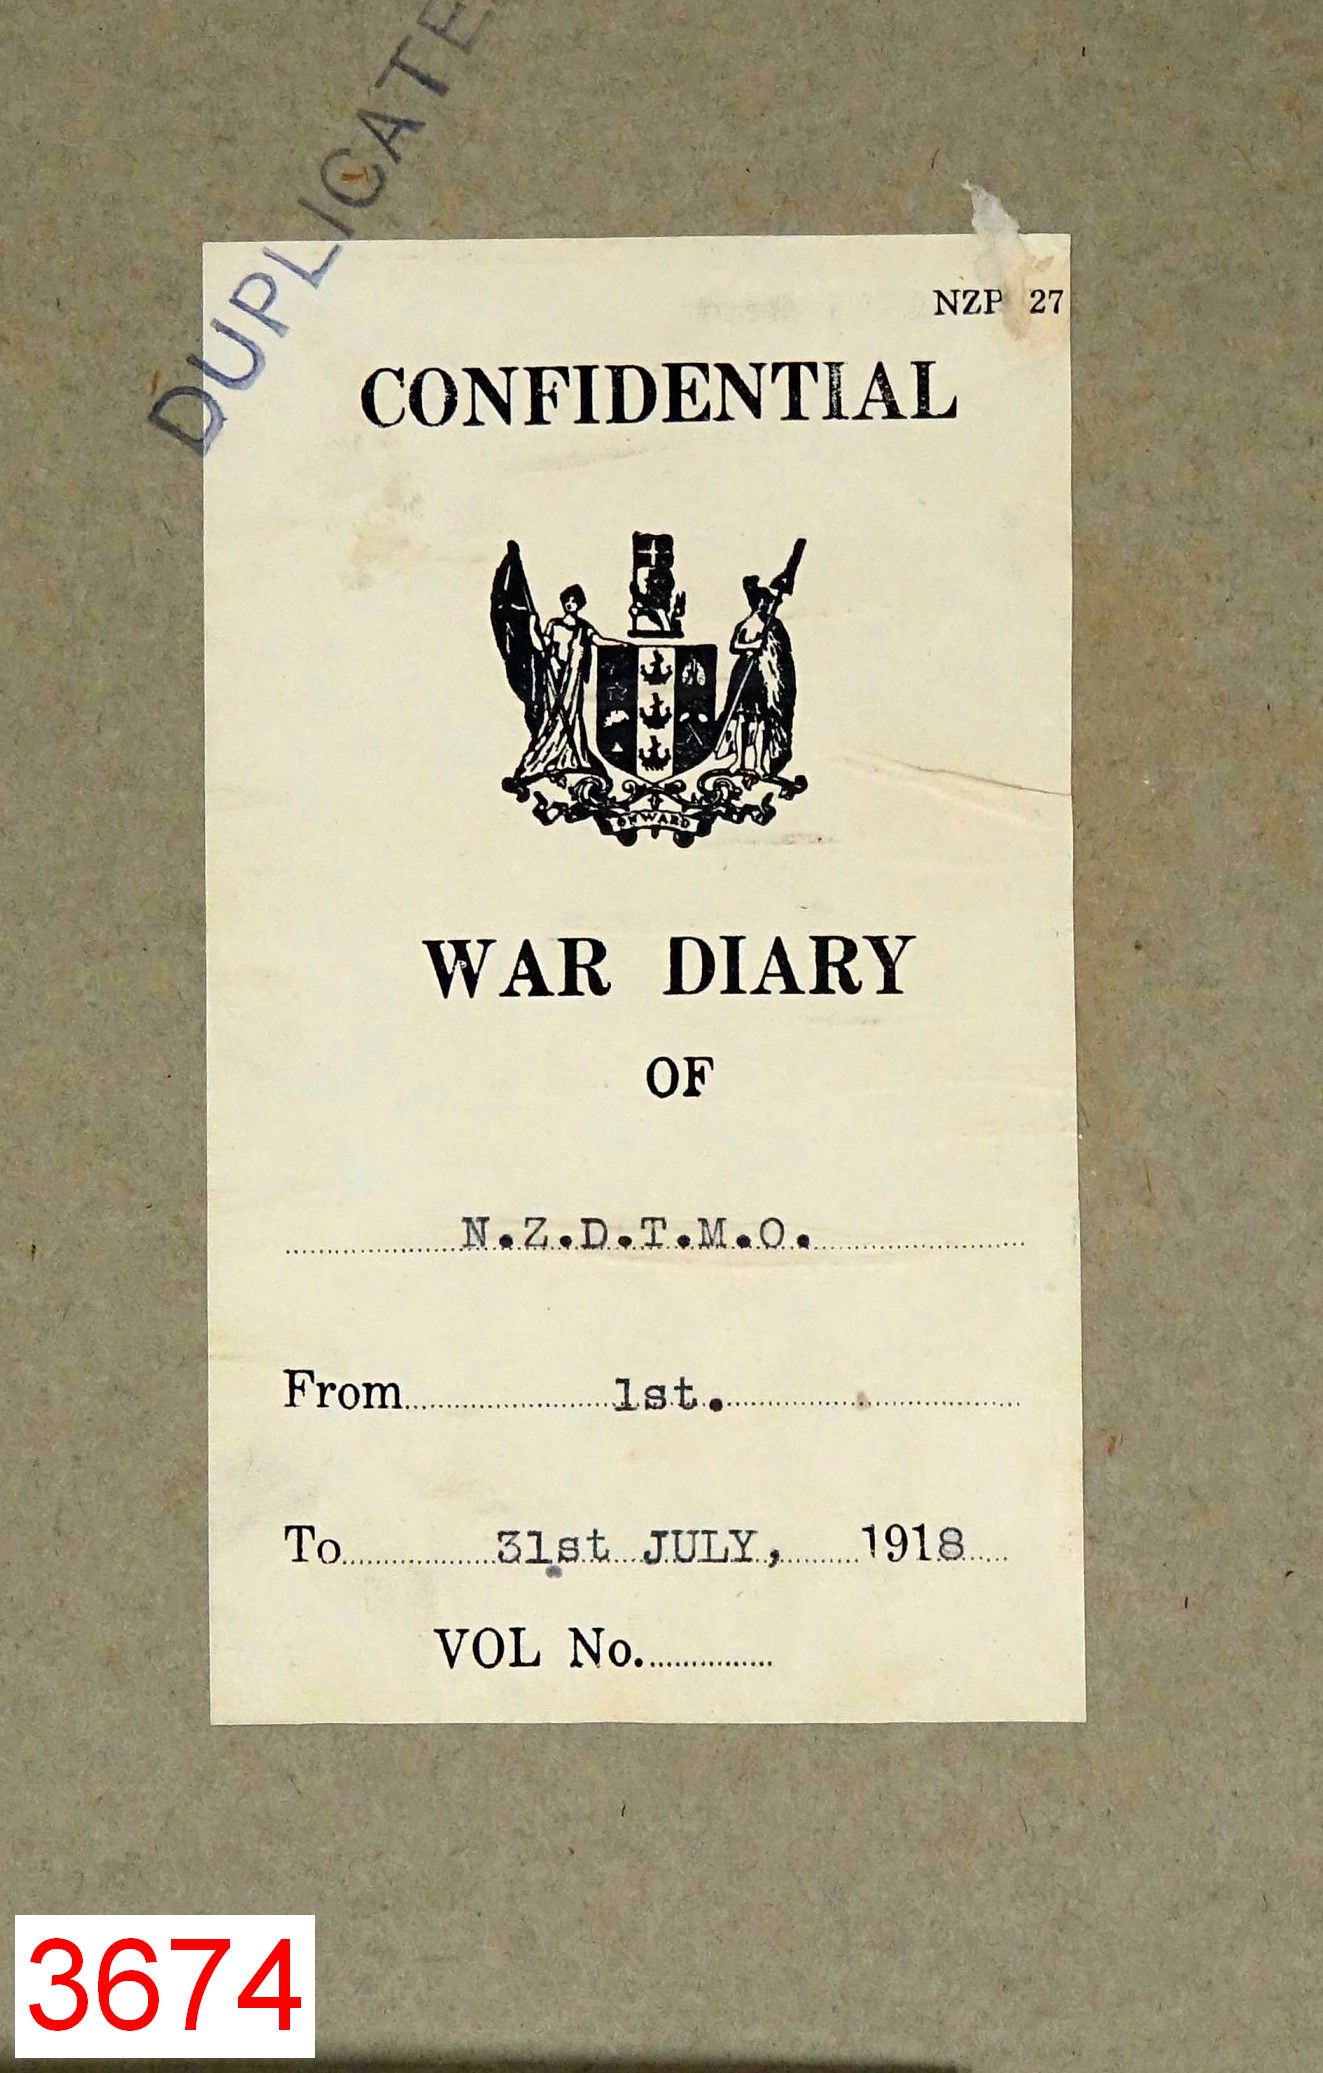 DUPLICATE
NZP 27
CONFIDENTIAL
ONWARD
WAR DIARY
OF
N.Z.D.T.M.O.
From 1st.
To 31st JULY, 1918
VOL No.
3674